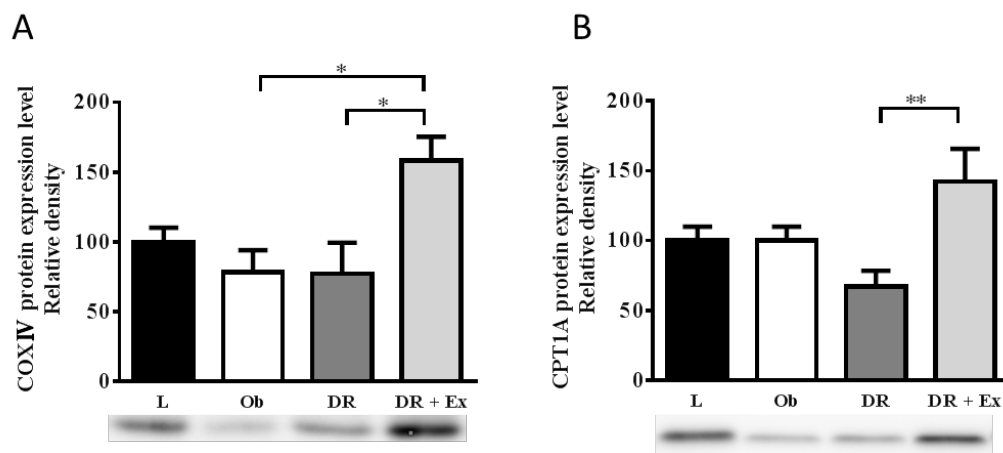 A
B
COXIV protein expression level
Relative density
200
150
100
50
0
*
*
L Ob DR DR + Ex
CPT1A protein expression level
Relative density
200
150
100
50
0
**
L Ob DR DR + Ex